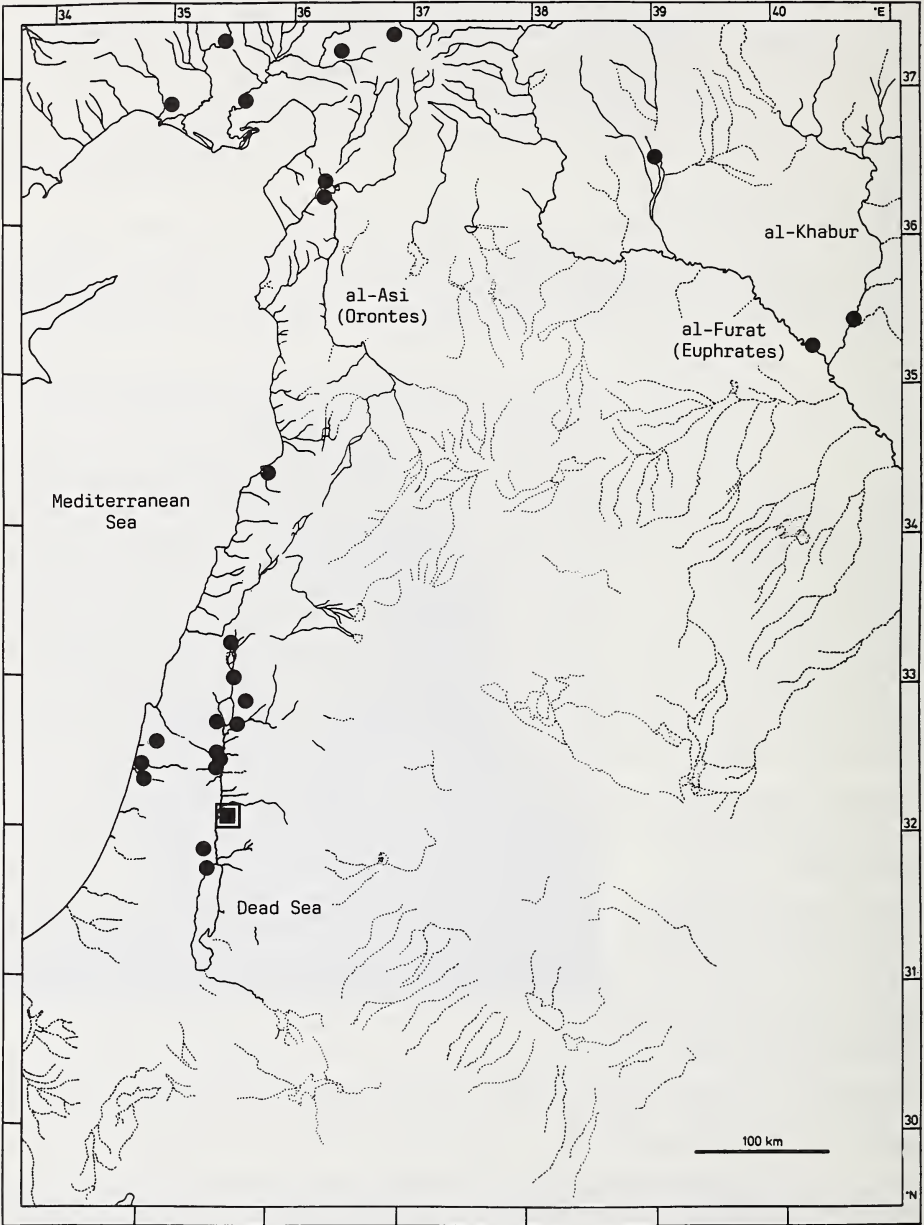 34 35 36 37 38 39 40 °E
37
36
al-Khabur
al-Asi
(Orontes)
al-Furat
(Euphrates)
35
Mediterranean
Sea
34
33
32
Dead Sea
31
30
100 km
°N